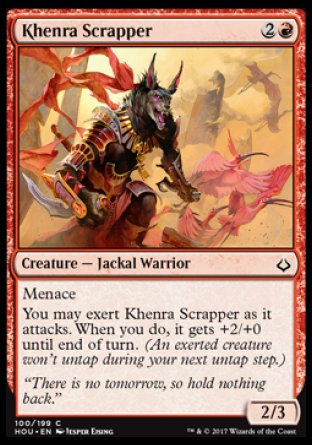 Khenra Scrapper 2
Creature — Jackal Warrior
Menace
You may exert Khenra Scrapper as it
attacks. When you do, it gets +2/+0
until end of turn. (An exerted creature
won't untap during your next untap step.)
"There is no tomorrow, so hold nothing
back."
2/3
100/199 C
HOU • EN Jesper Ejsing ™ & © 2017 Wizards of the Coast